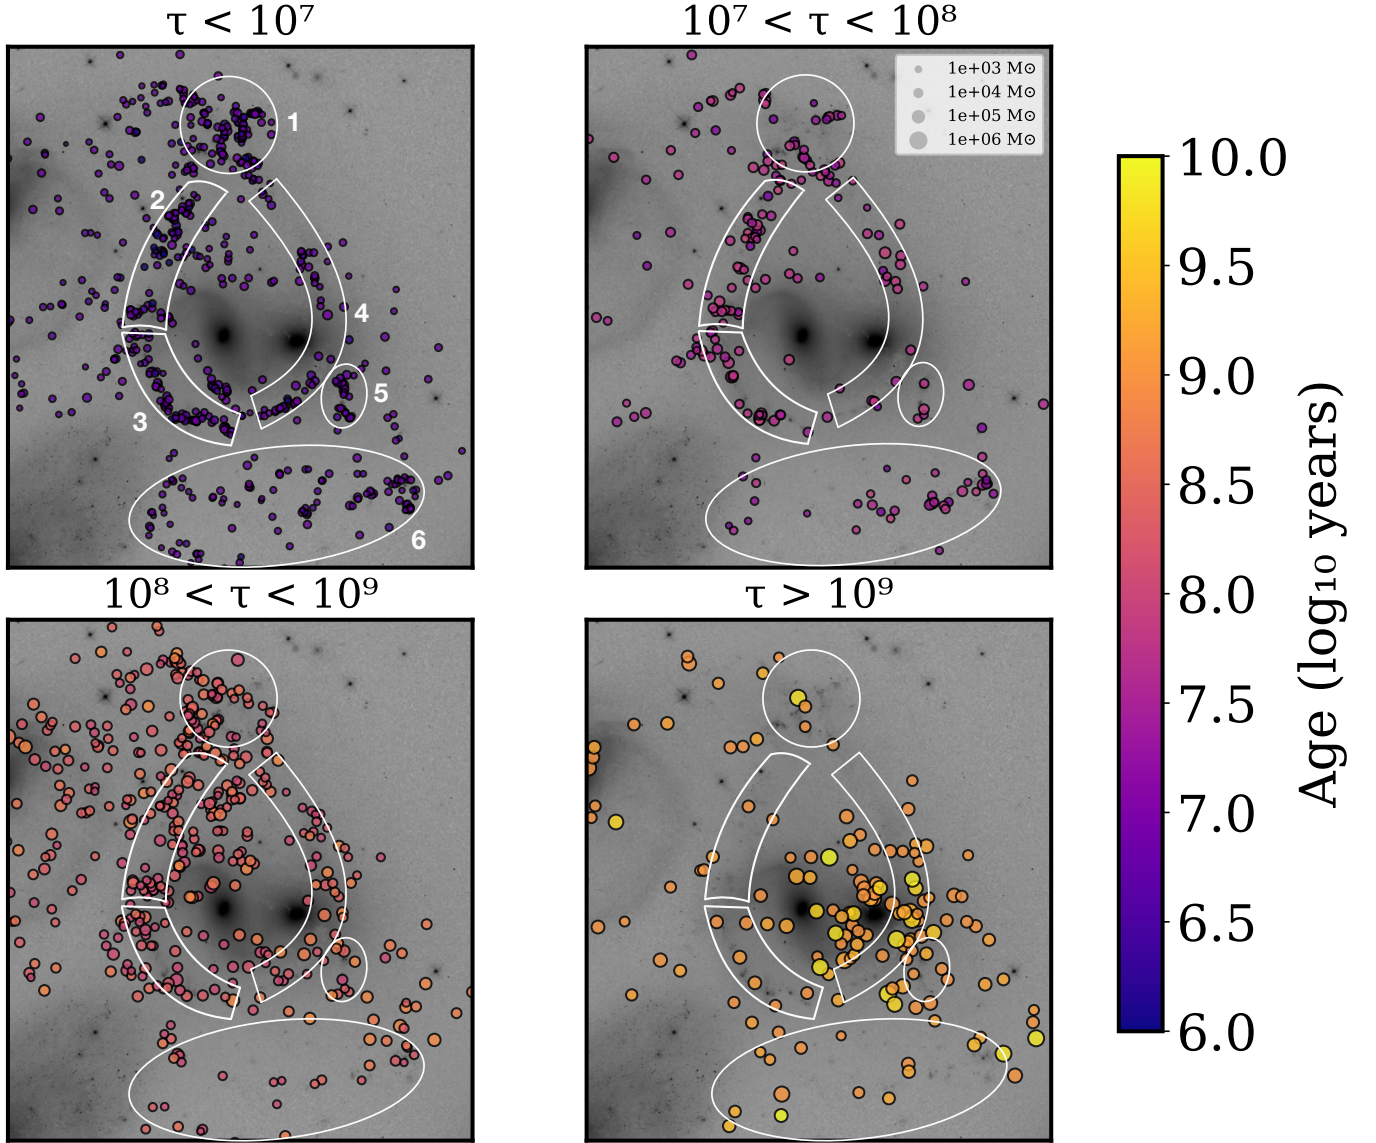 τ < 10⁷
10⁷ < τ < 10⁸
1e+03 M⊙
1e+04 M⊙
1e+05 M⊙
1e+06 M⊙
1
2
3
4
5
6
10⁸ < τ < 10⁹
τ > 10⁹
10.0
9.5
9.0
8.5
8.0
7.5
7.0
6.5
6.0
Age (log₁₀ years)